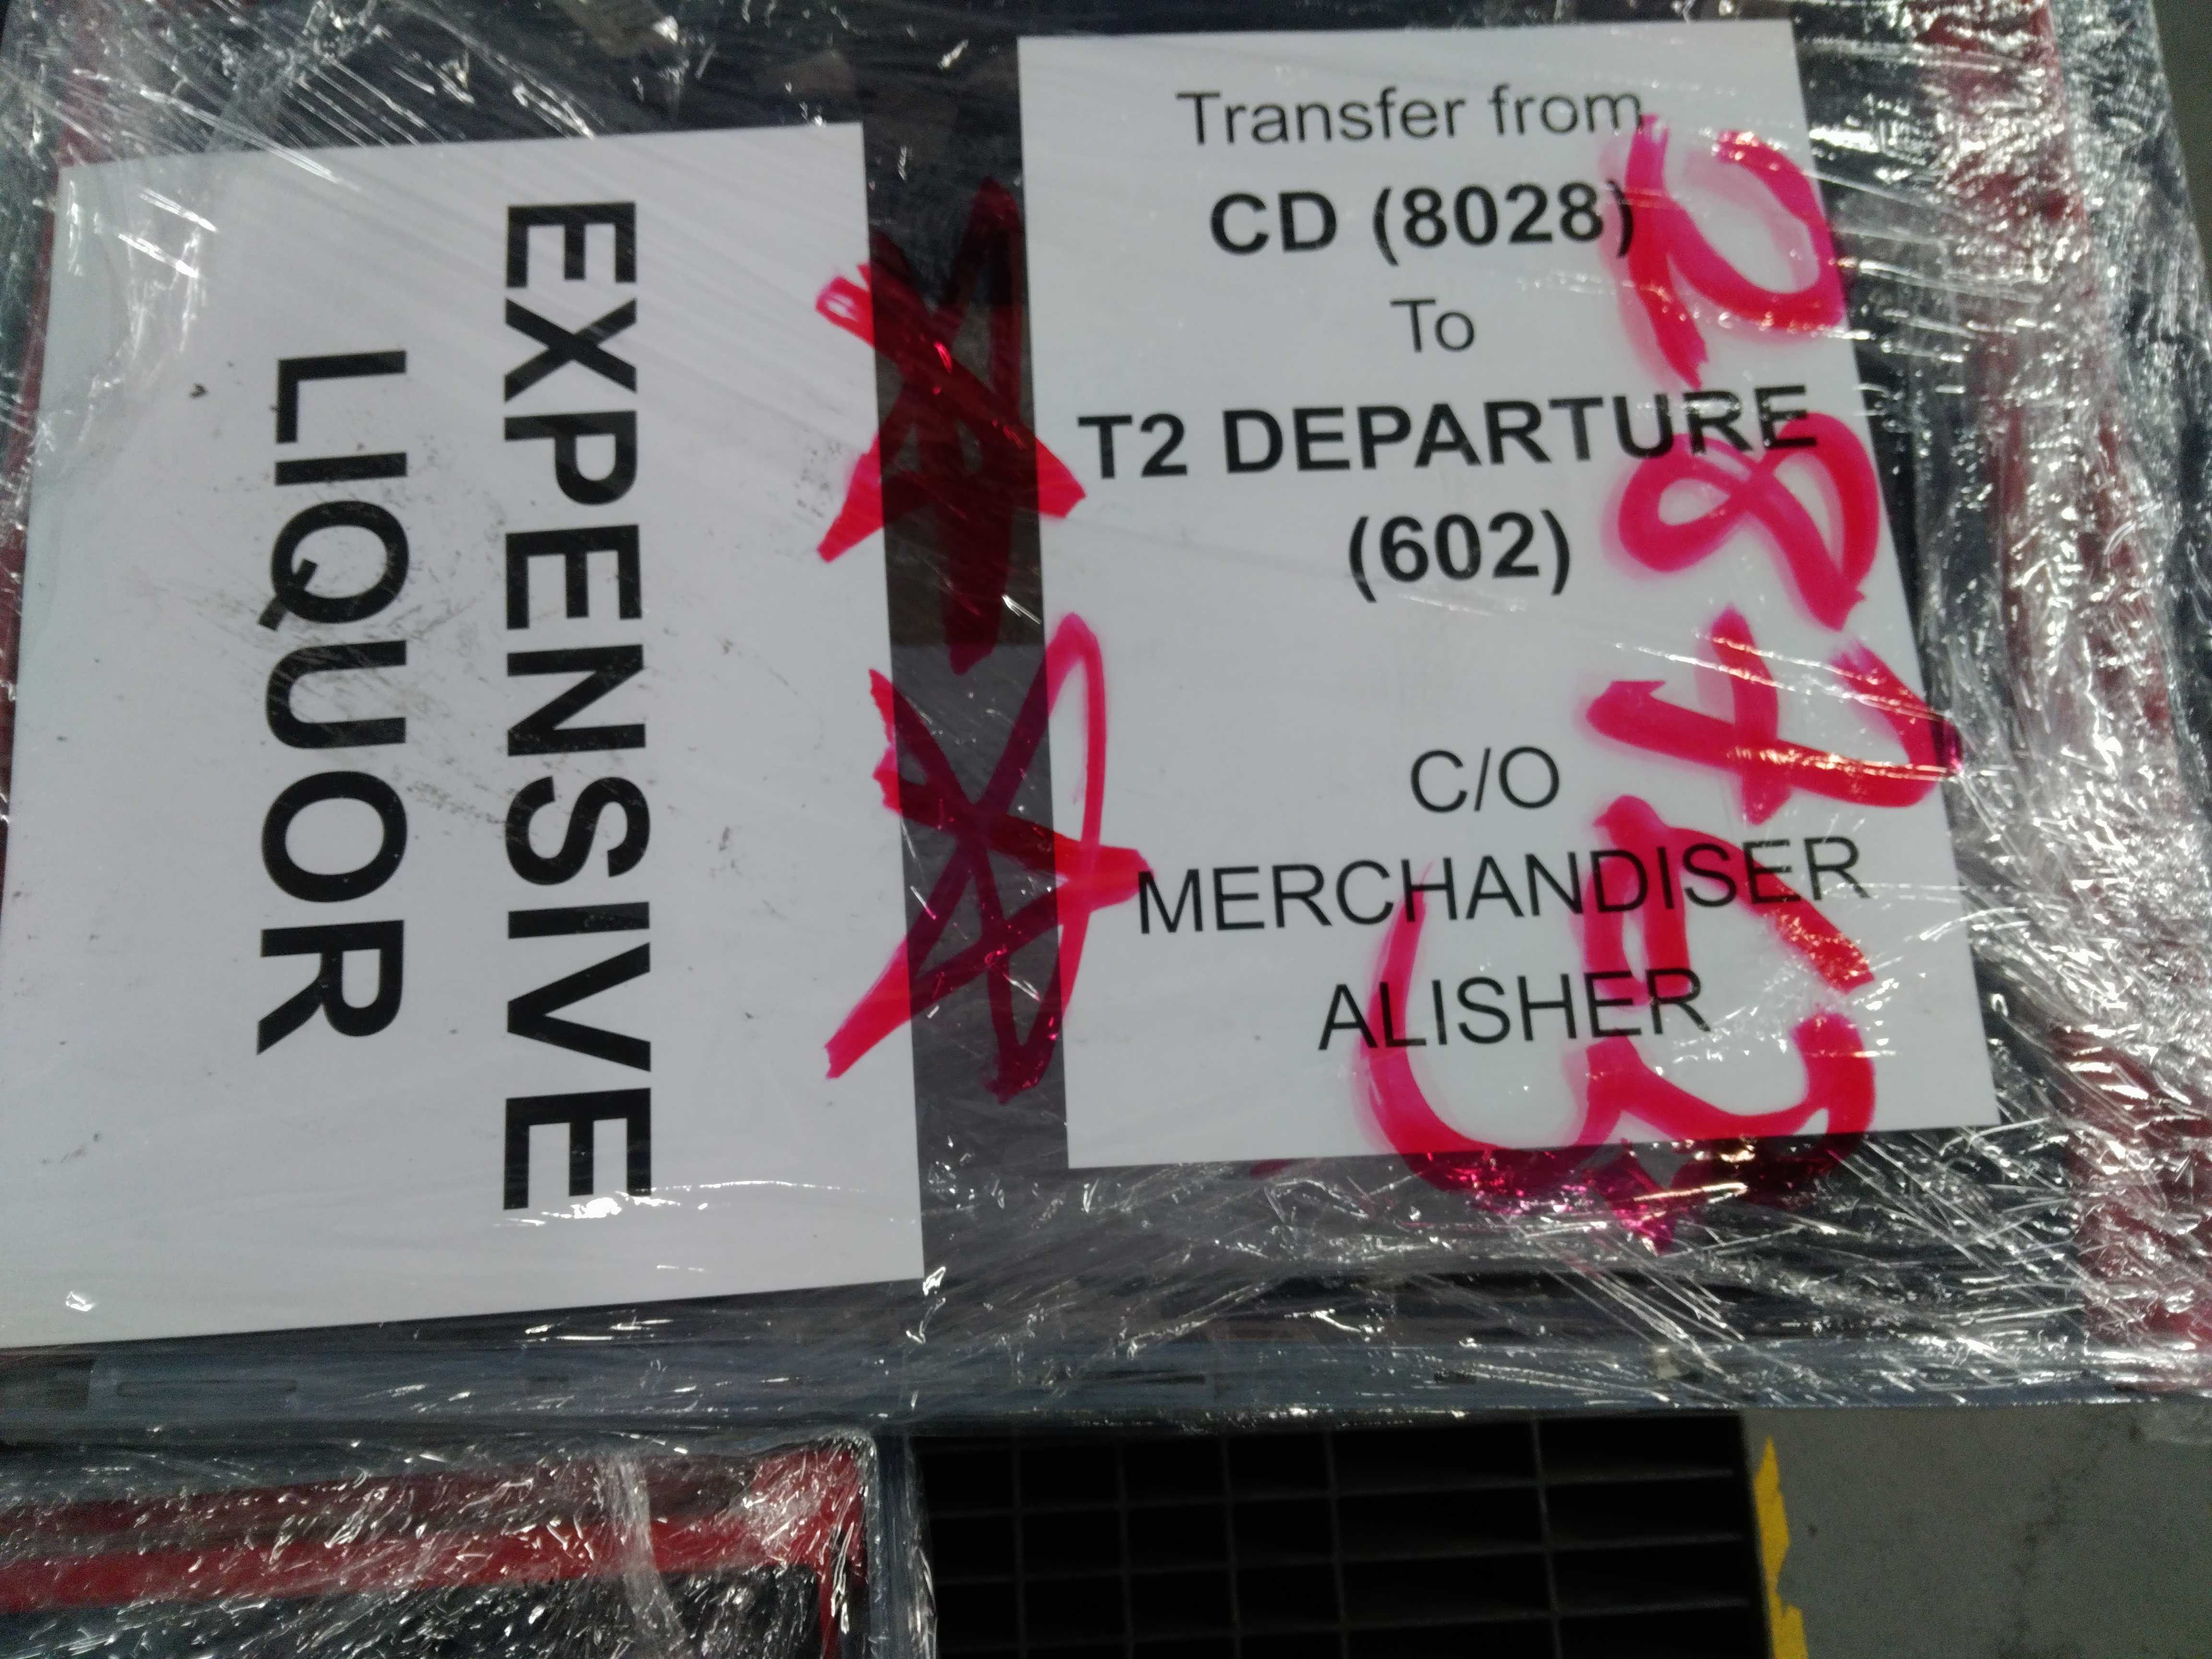 EXPENSIVE
LIQUOR
Transfer from
CD (8028)
To
T2 DEPARTURE
(602)
C/O
MERCHANDISER
ALISHER